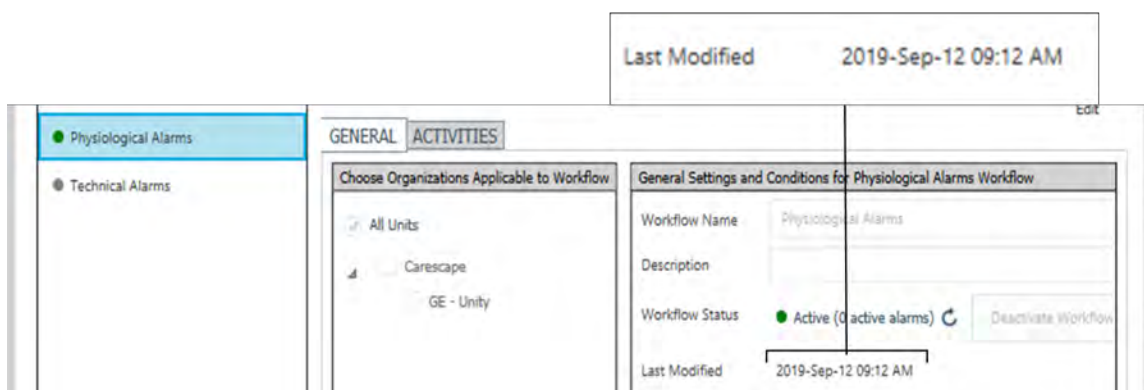 Last Modified 2019-Sep-12 09:12 AM
Edit
Physiological Alarms
Technical Alarms
GENERAL ACTIVITIES
Choose Organizations Applicable to Workflow
All Units
Carescape
GE - Unity
General Settings and Conditions for Physiological Alarms Workflow
Workflow Name Physiological Alarms
Description
Workflow Status Active (0 active alarms) Deactivate Workflow
Last Modified 2019-Sep-12 09:12 AM